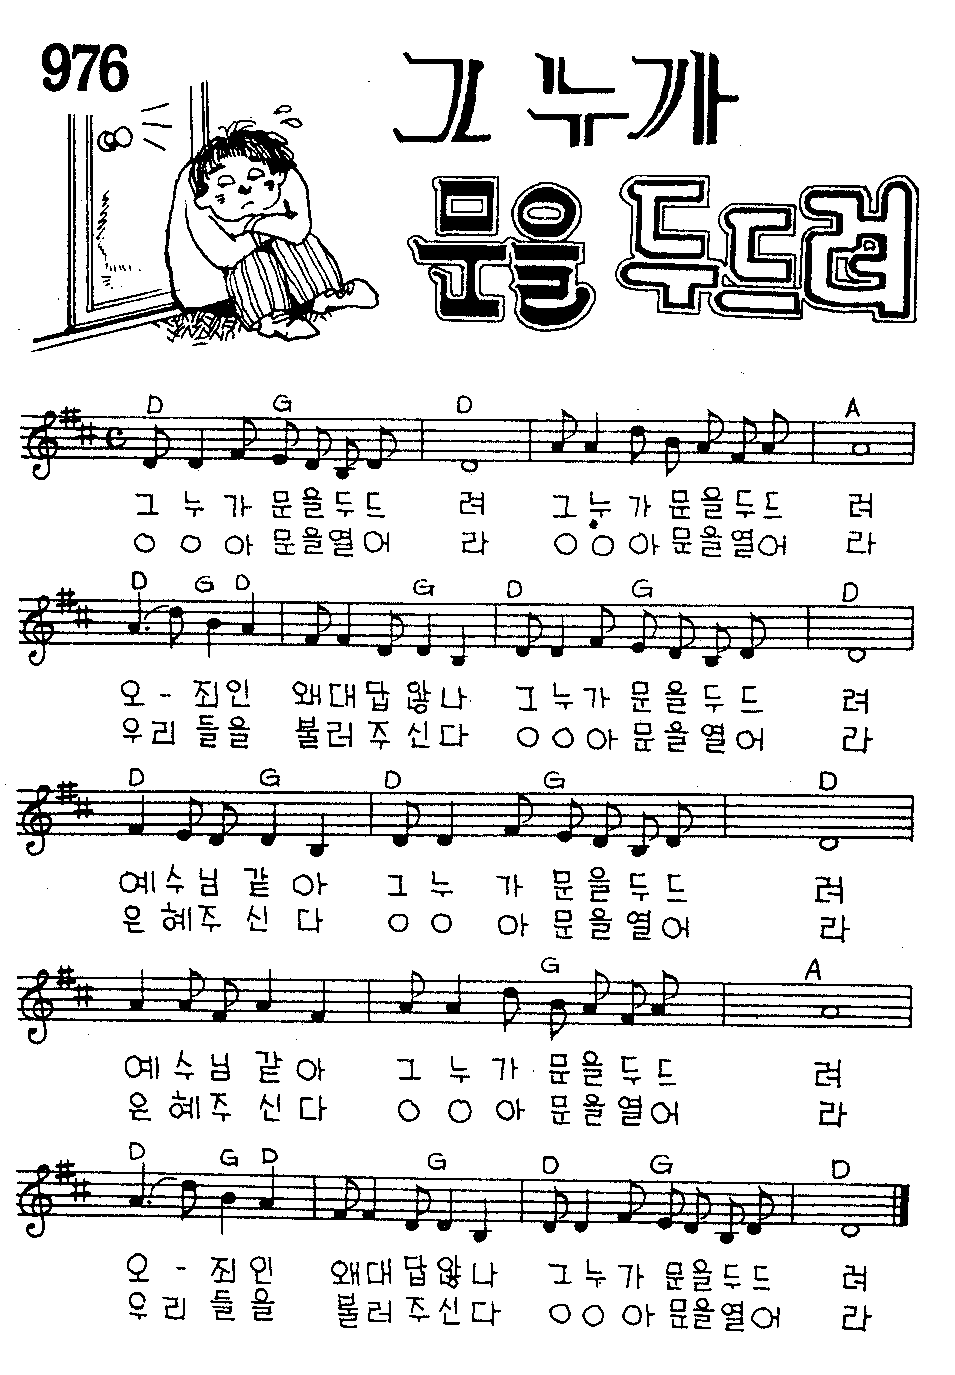 976
그 누가
문을 두드려
D G D A
그 누 가 문을두드 려 그누 가 문을두드 려
○ ○ 아 문을열어 라 ○ ○ 아 문을열어 라
D G D G D G D
오 - 죄인 왜대답않나 그누가 문을 두드 려
우리 들을 불러주신다 ○ ○ 아 문을 열어 라
D G D G D
예수님 같 아 그 누 가 문을 두드 려
은혜주 신 다 ○ ○ 아 문을열어 라
G A
예 수 님 같 아 그 누 가 문을 두드 려
은 혜주 신 다 ○ ○ 아 문을 열어 라
D G D G D G D
오 - 죄인 왜대답않나 그누가 문을두드 려
우리 들을 불러주신다 ○ ○ 아 문을열어 라